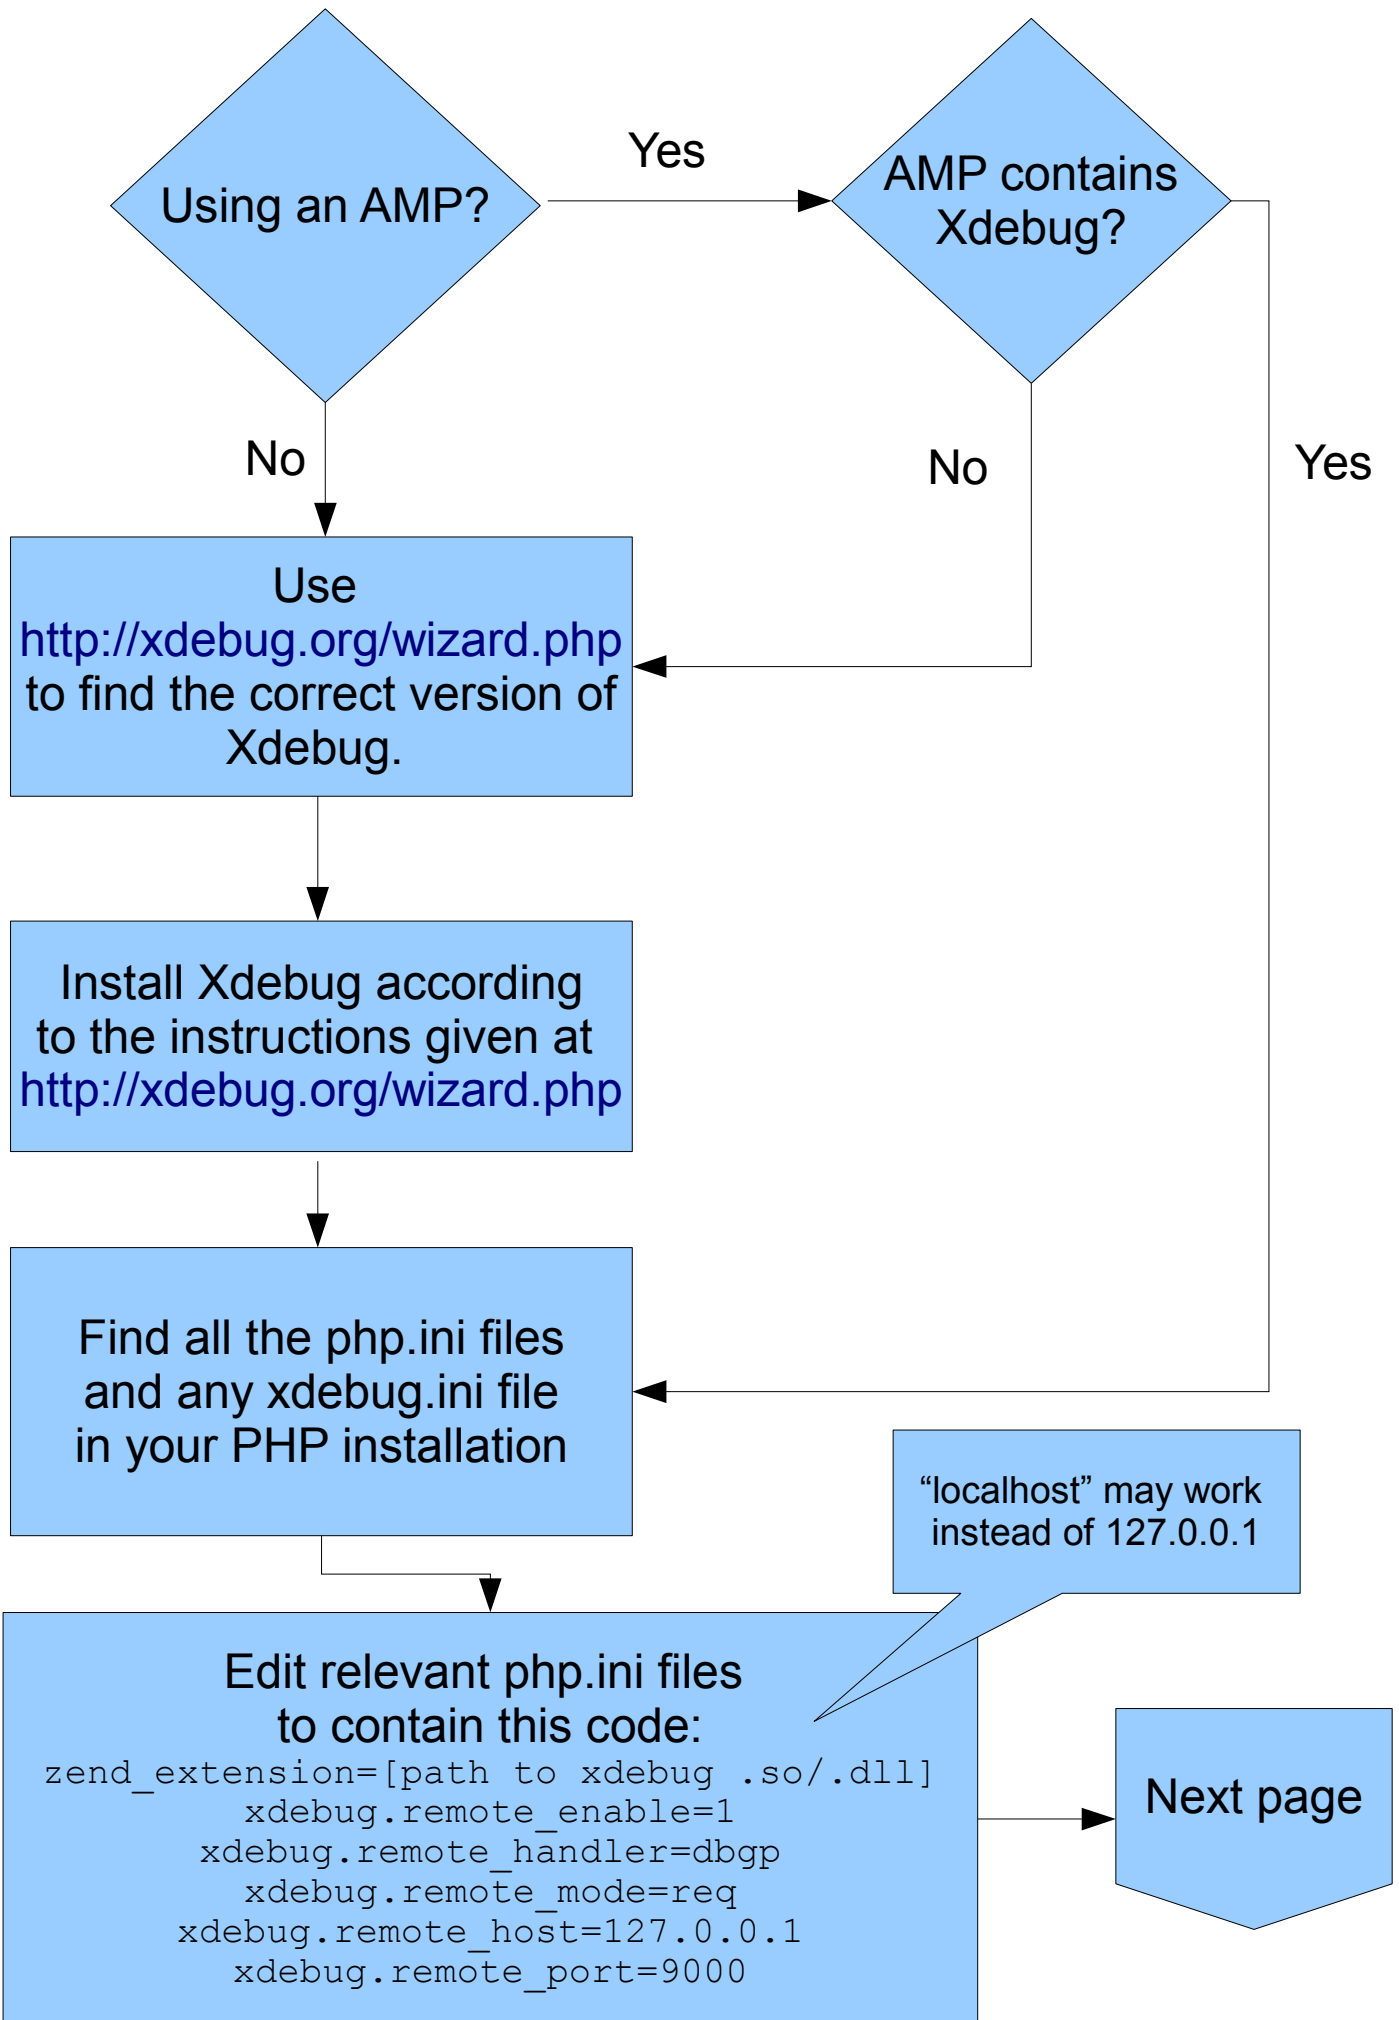 Using an AMP?
Yes
AMP contains
Xdebug?
No
No
Yes
Use
http://xdebug.org/wizard.php
to find the correct version of
Xdebug.
Install Xdebug according
to the instructions given at
http://xdebug.org/wizard.php
Find all the php.ini files
and any xdebug.ini file
in your PHP installation
“localhost” may work
instead of 127.0.0.1
Edit relevant php.ini files
to contain this code:
zend_extension=[path to xdebug .so/.dll]
xdebug.remote_enable=1
xdebug.remote_handler=dbgp
xdebug.remote_mode=req
xdebug.remote_host=127.0.0.1
xdebug.remote_port=9000
Next page